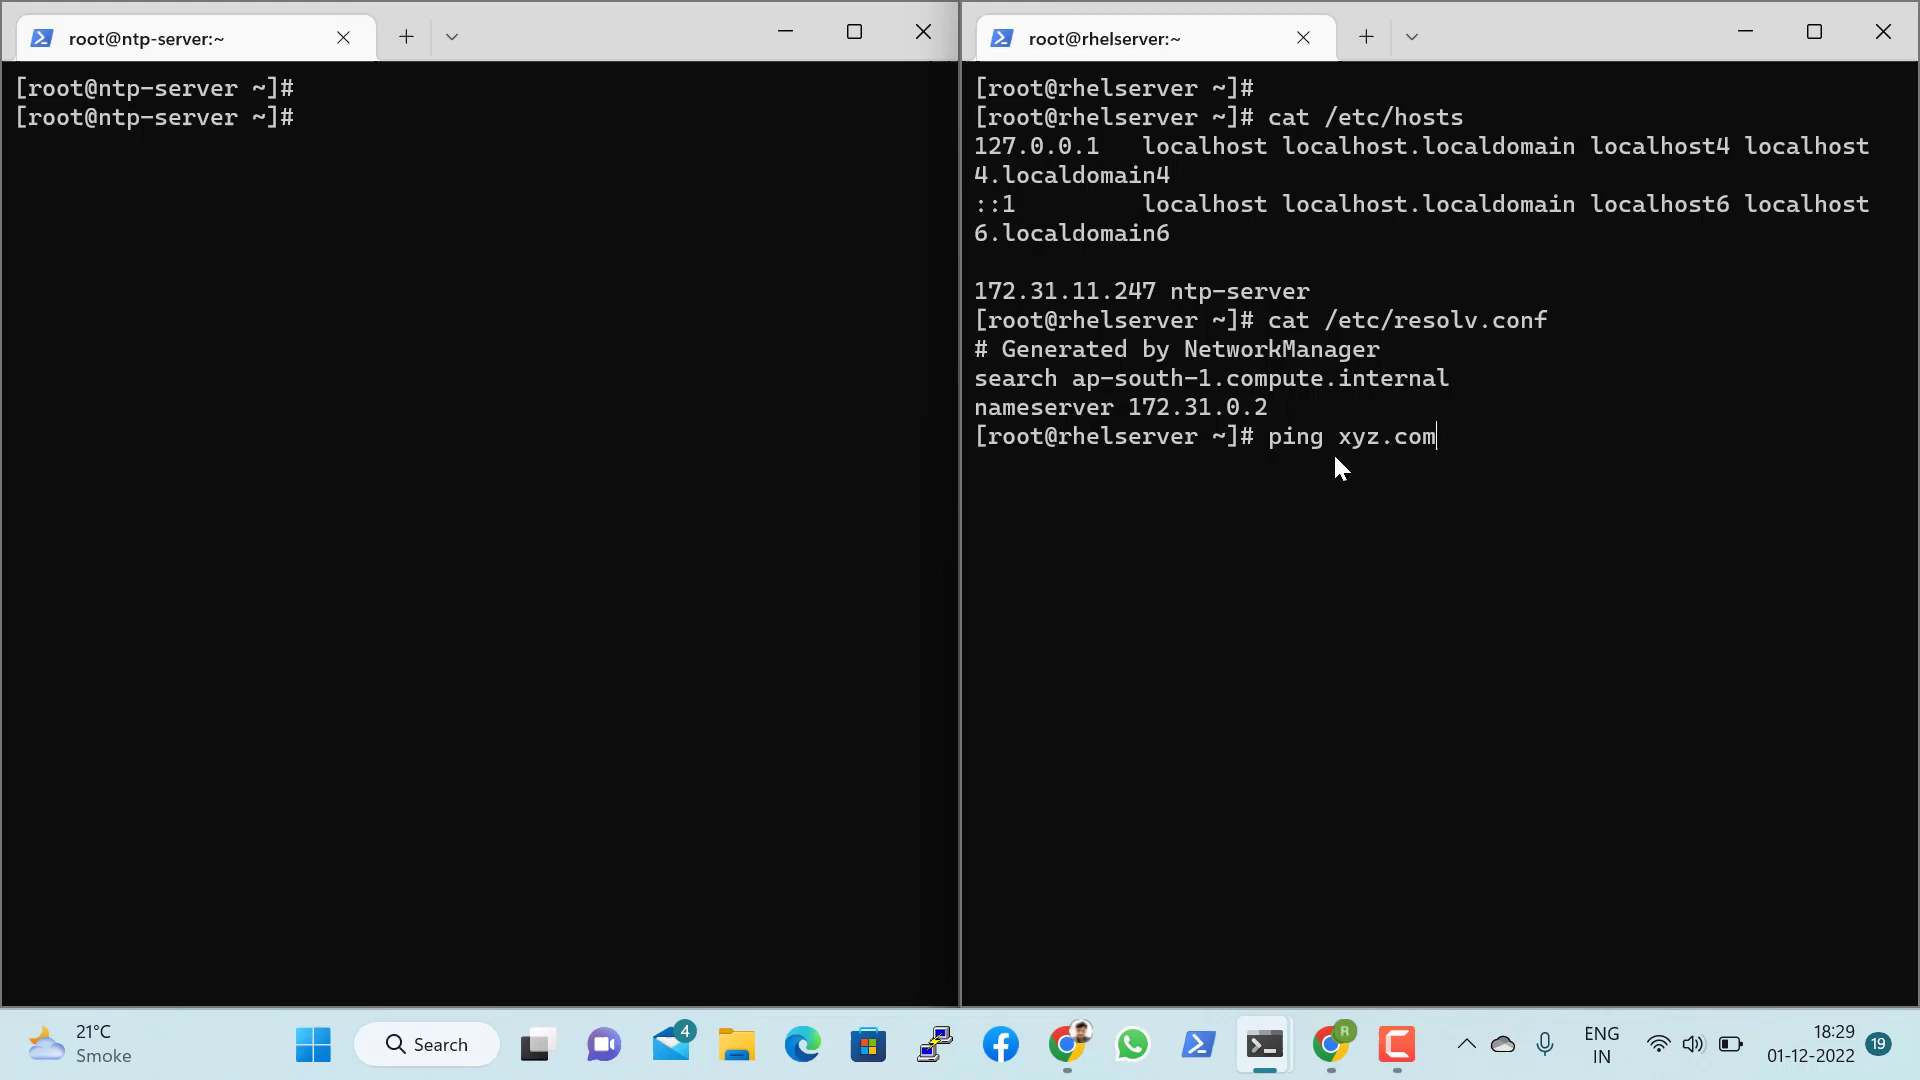 root@ntp-server:~
[root@ntp-server ~]#
[root@ntp-server ~]#
root@rhelserver:~
[root@rhelserver ~]#
[root@rhelserver ~]# cat /etc/hosts
127.0.0.1   localhost localhost.localdomain localhost4 localhost
4.localdomain4
::1         localhost localhost.localdomain localhost6 localhost
6.localdomain6
172.31.11.247 ntp-server
[root@rhelserver ~]# cat /etc/resolv.conf
# Generated by NetworkManager
search ap-south-1.compute.internal
nameserver 172.31.0.2
[root@rhelserver ~]# ping xyz.com
21°C
Smoke
Search
4
R
ENG
IN
18:29
01-12-2022
19